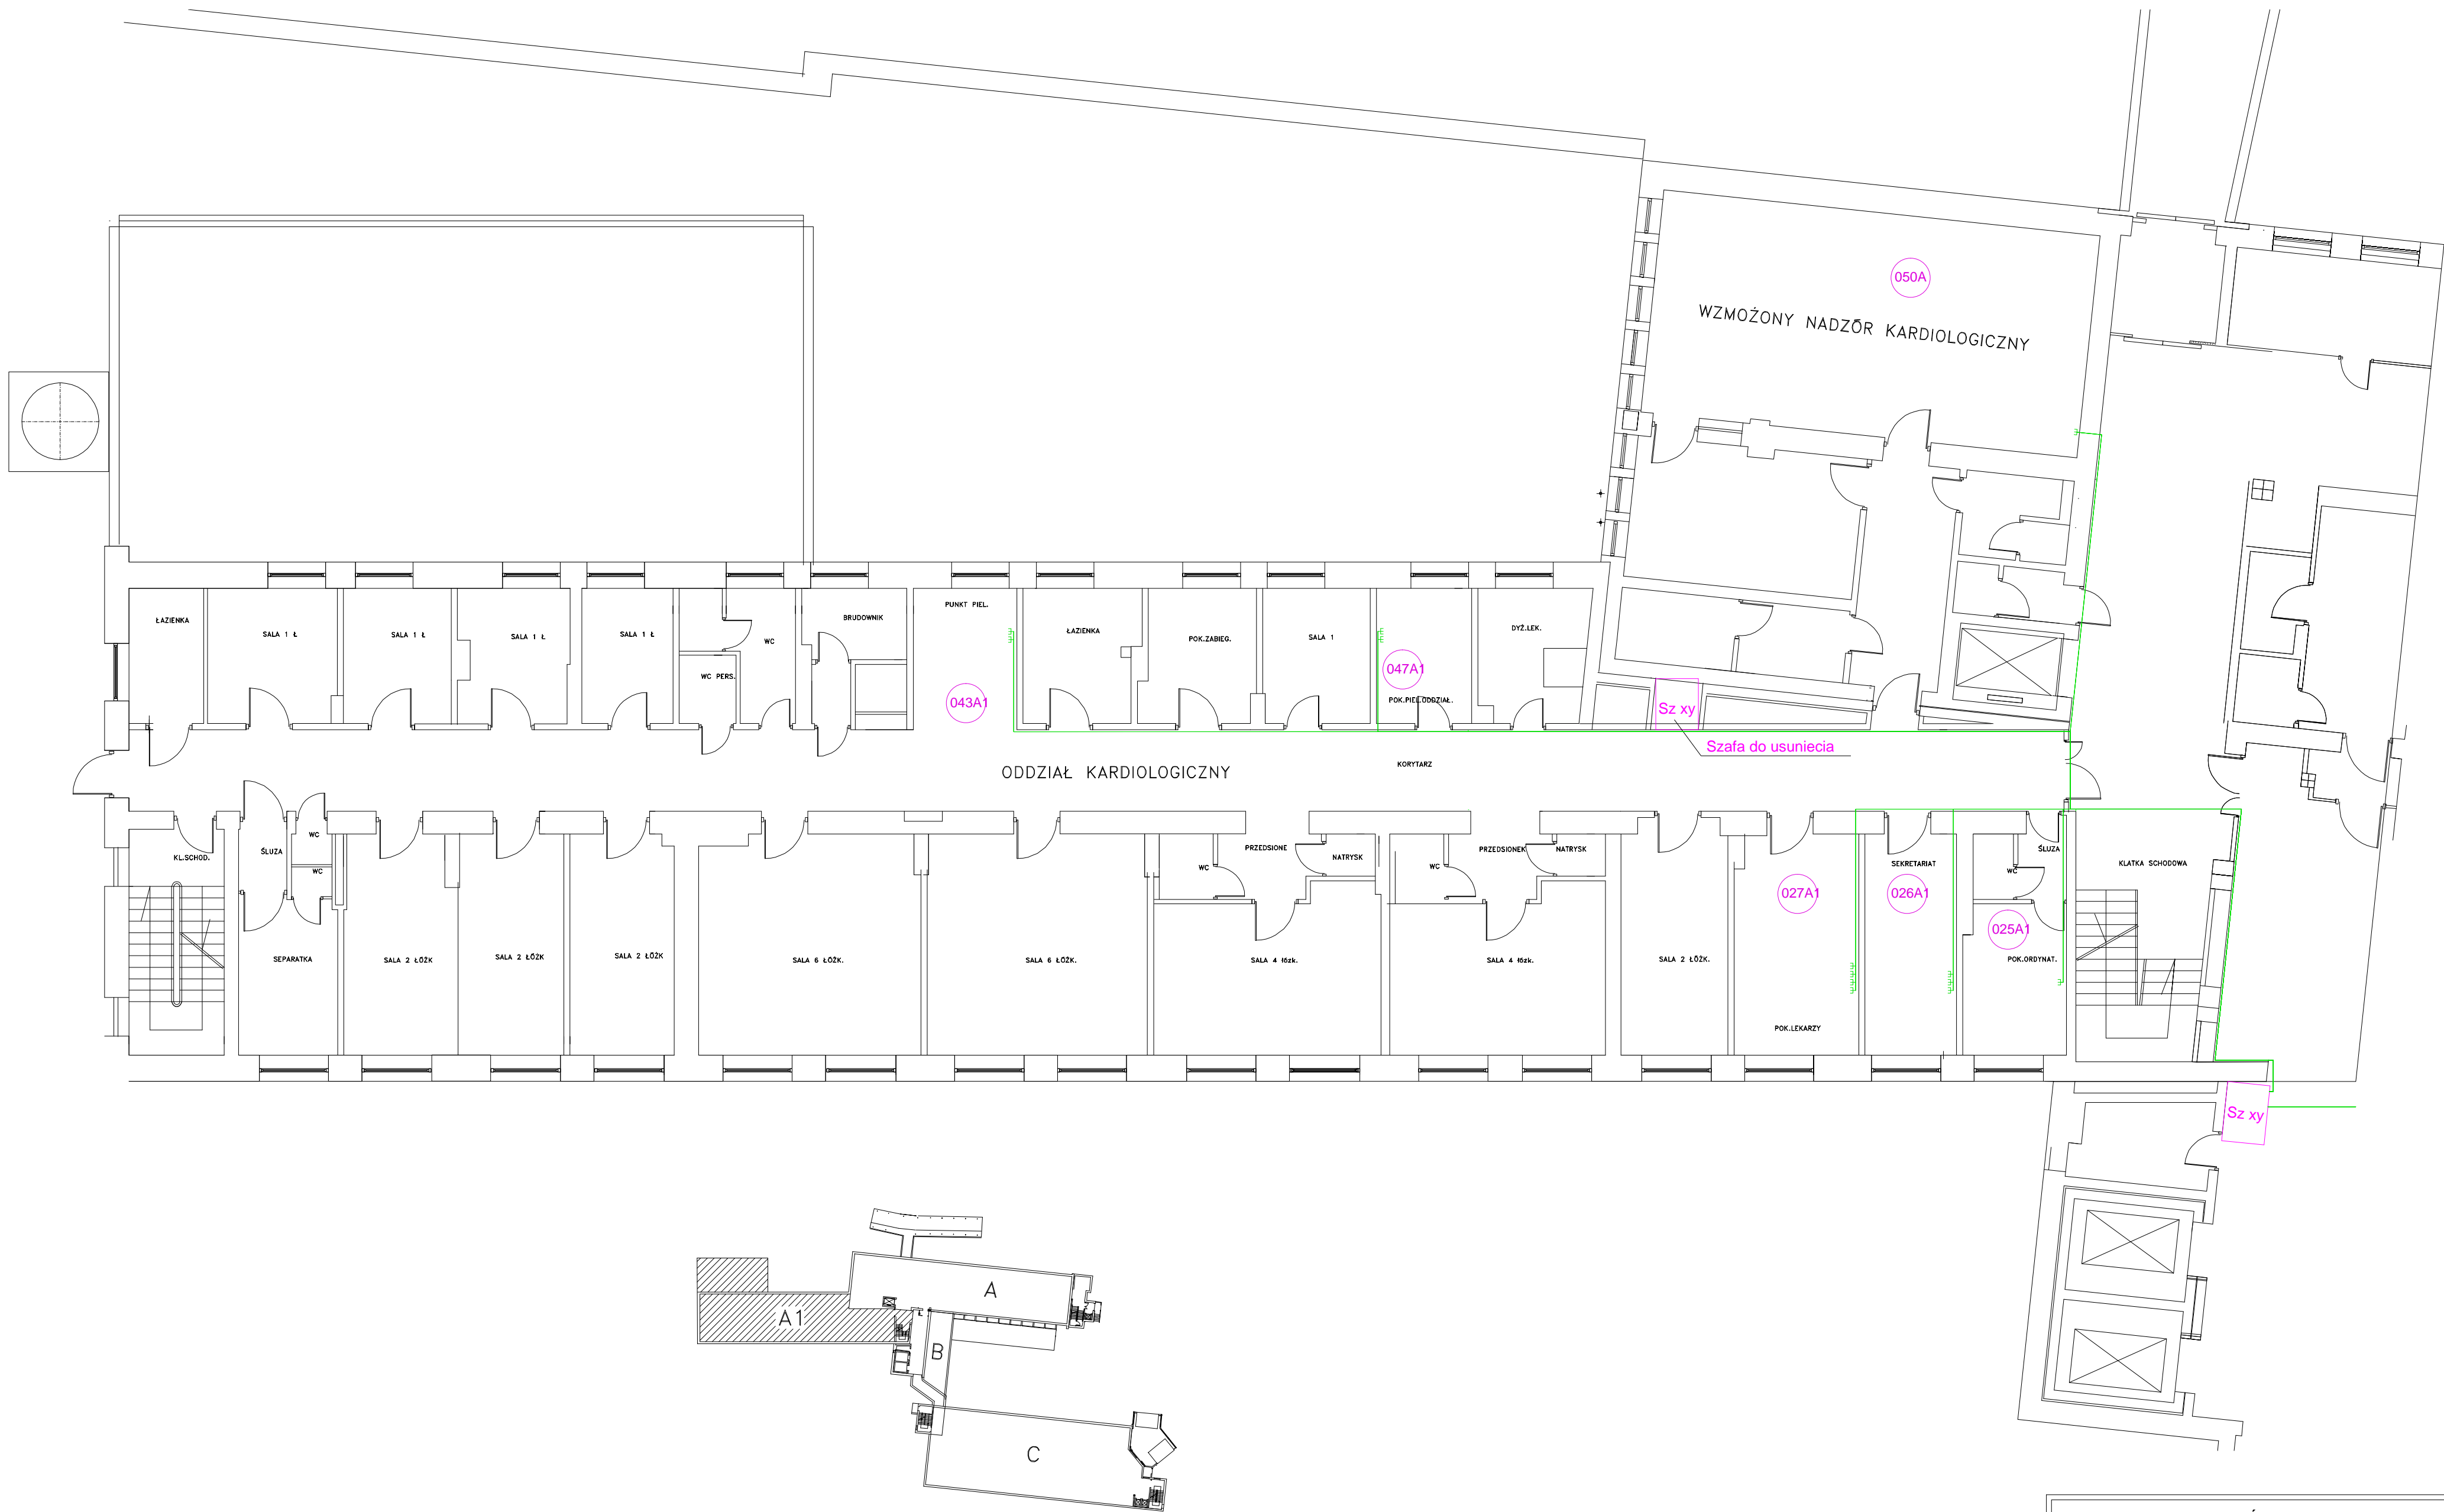 050A
WZMOŻONY NADZÓR KARDIOLOGICZNY
ŁAZIENKA
SALA 1 Ł
SALA 1 Ł
SALA 1 Ł
SALA 1 Ł
WC
WC PERS.
BRUDOWNIK
PUNKT PIEL.
043A1
ŁAZIENKA
POK.ZABIEG.
SALA 1
047A1
POK.PIEL.ODDZIAŁ.
DYŻ.LEK.
Sz xy
Szafa do usuniecia
ODDZIAŁ KARDIOLOGICZNY
KORYTARZ
KL.SCHOD.
ŚLUZA
WC
WC
SEPARATKA
SALA 2 ŁÓŻK
SALA 2 ŁÓŻK
SALA 2 ŁÓŻK
SALA 6 ŁÓŻK.
SALA 6 ŁÓŻK.
WC
PRZEDSIONE
NATRYSK
SALA 4 łózk.
WC
PRZEDSIONEK
NATRYSK
SALA 4 łózk.
SALA 2 ŁÓŻK.
027A1
POK.LEKARZY
SEKRETARIAT
026A1
WC
ŚLUZA
025A1
POK.ORDYNAT.
KLATKA SCHODOWA
Sz xy
A
A1
B
C